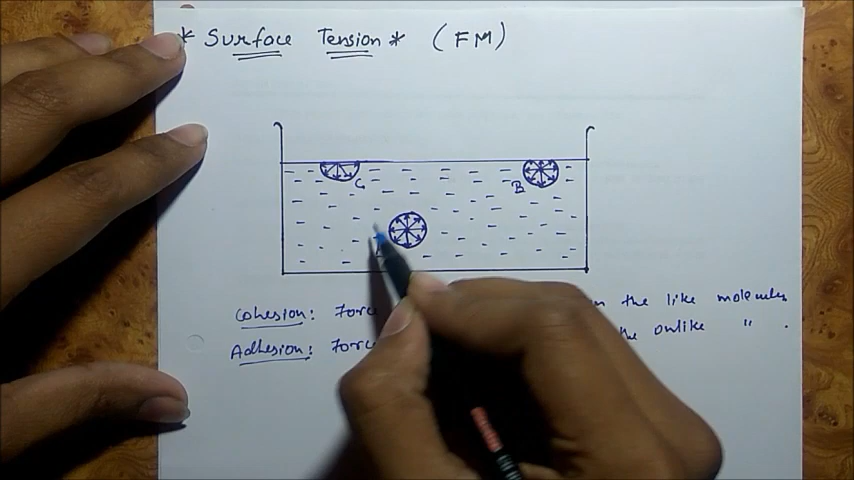 * Surface Tension * (FM)
C B
Cohesion: Force the like molecules
Adhesion: Force the unlike " .